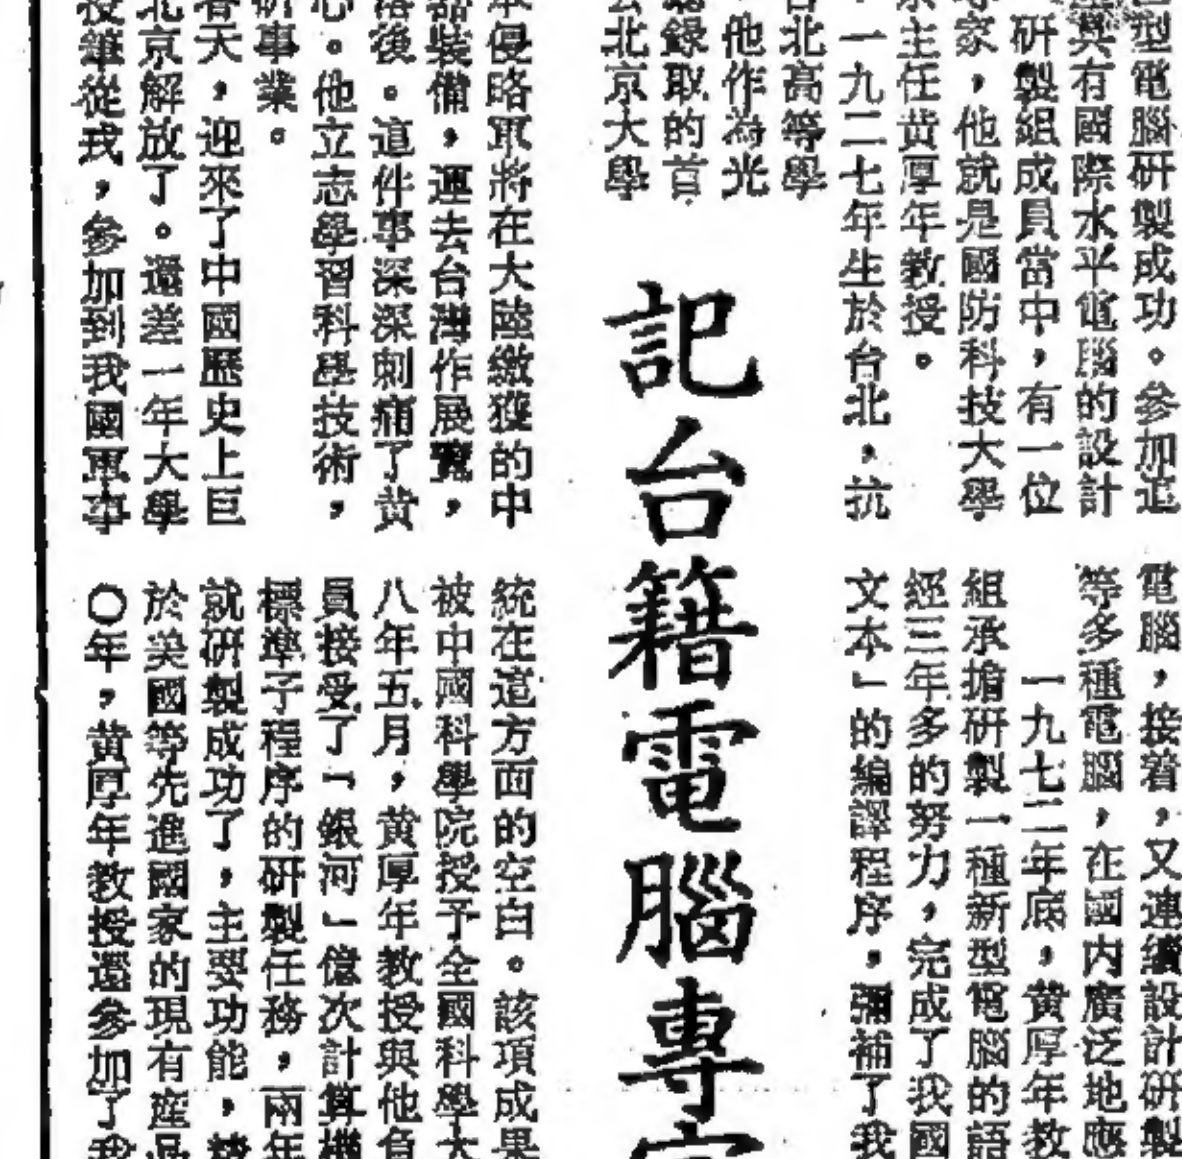 型電腦研製成功。參加這
具有國際水平電腦的設計
研製組成員當中,有一位
家,他就是國防科技大學
主任黃厚年教授。
一九二七年生於台北,抗
北高等學
他作為光
錄取的首
北京大學
記台籍電腦專家
侵略軍將在大陸繳獲的中
器裝備,運去台灣作展覽,
落後。這件事深深刺痛了黃
心。他立志學習科學技術,
研事業。
春天,迎來了中國歷史上巨
北京解放了。還差一年大學
投筆從戎,參加到我國軍事
電腦,接着,又連續設計研製
等多種電腦,在國內廣泛地應
一九七二年底,黃厚年教
組承擔研製一種新型電腦的語
經三年多的努力,完成了我國
文本」的編譯程序,彌補了我
統在這方面的空白。該項成果
被中國科學院授予全國科學大
八年五月,黃厚年教授與他負
員接受了「銀河」億次計算機
標準子程序的研製任務,兩年
就研製成功了,主要功能,
於美國等先進國家的現有產品
〇年,黃厚年教授還參加了我